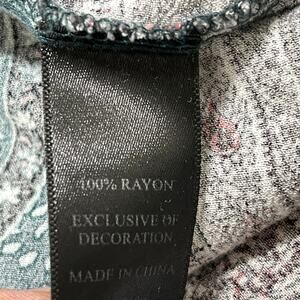 100% RAYON
EXCLUSIVE OF
DECORATION
MADE IN CHINA